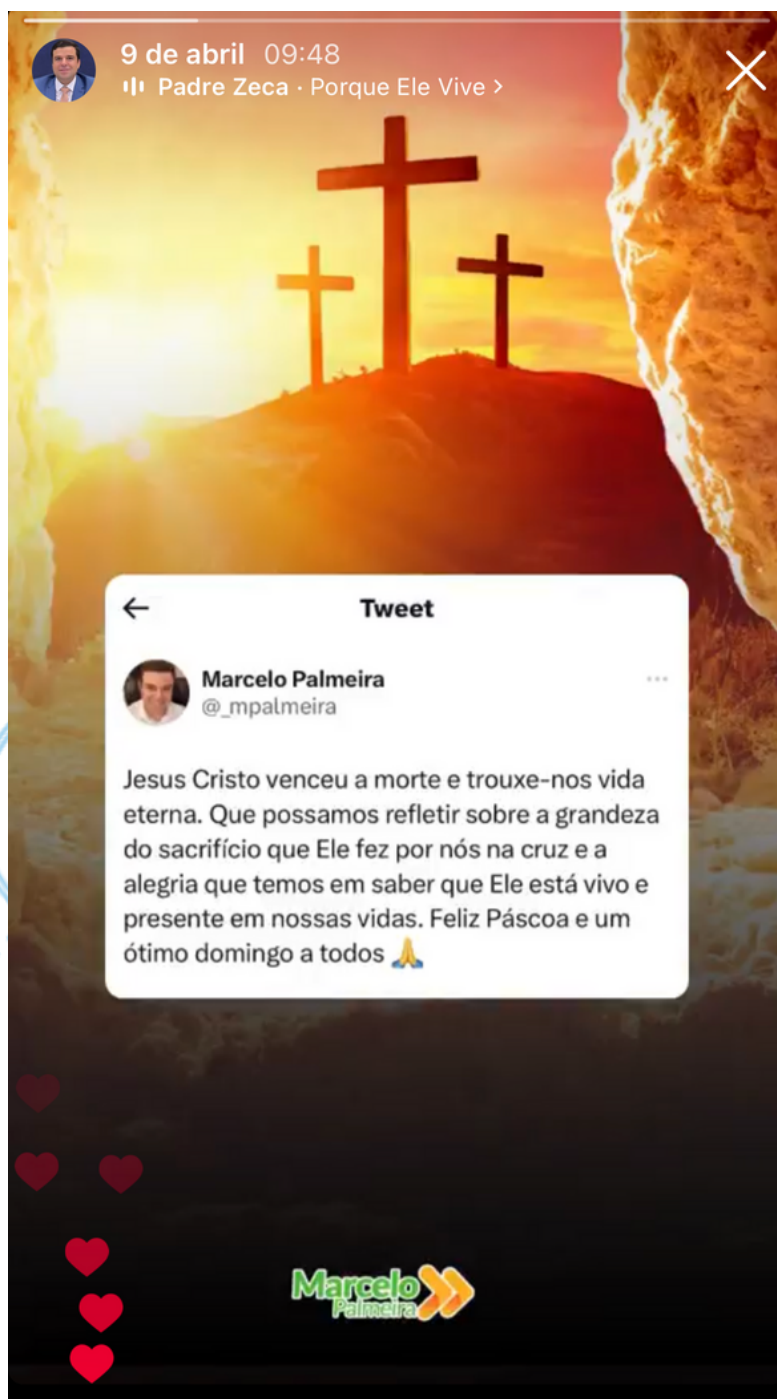 9 de abril 09:48
Padre Zeca · Porque Ele Vive >
Tweet
Marcelo Palmeira
@_mpalmeira
Jesus Cristo venceu a morte e trouxe-nos vida
eterna. Que possamos refletir sobre a grandeza
do sacrifício que Ele fez por nós na cruz e a
alegria que temos em saber que Ele está vivo e
presente em nossas vidas. Feliz Páscoa e um
ótimo domingo a todos 🙏
Marcelo
Palmeira